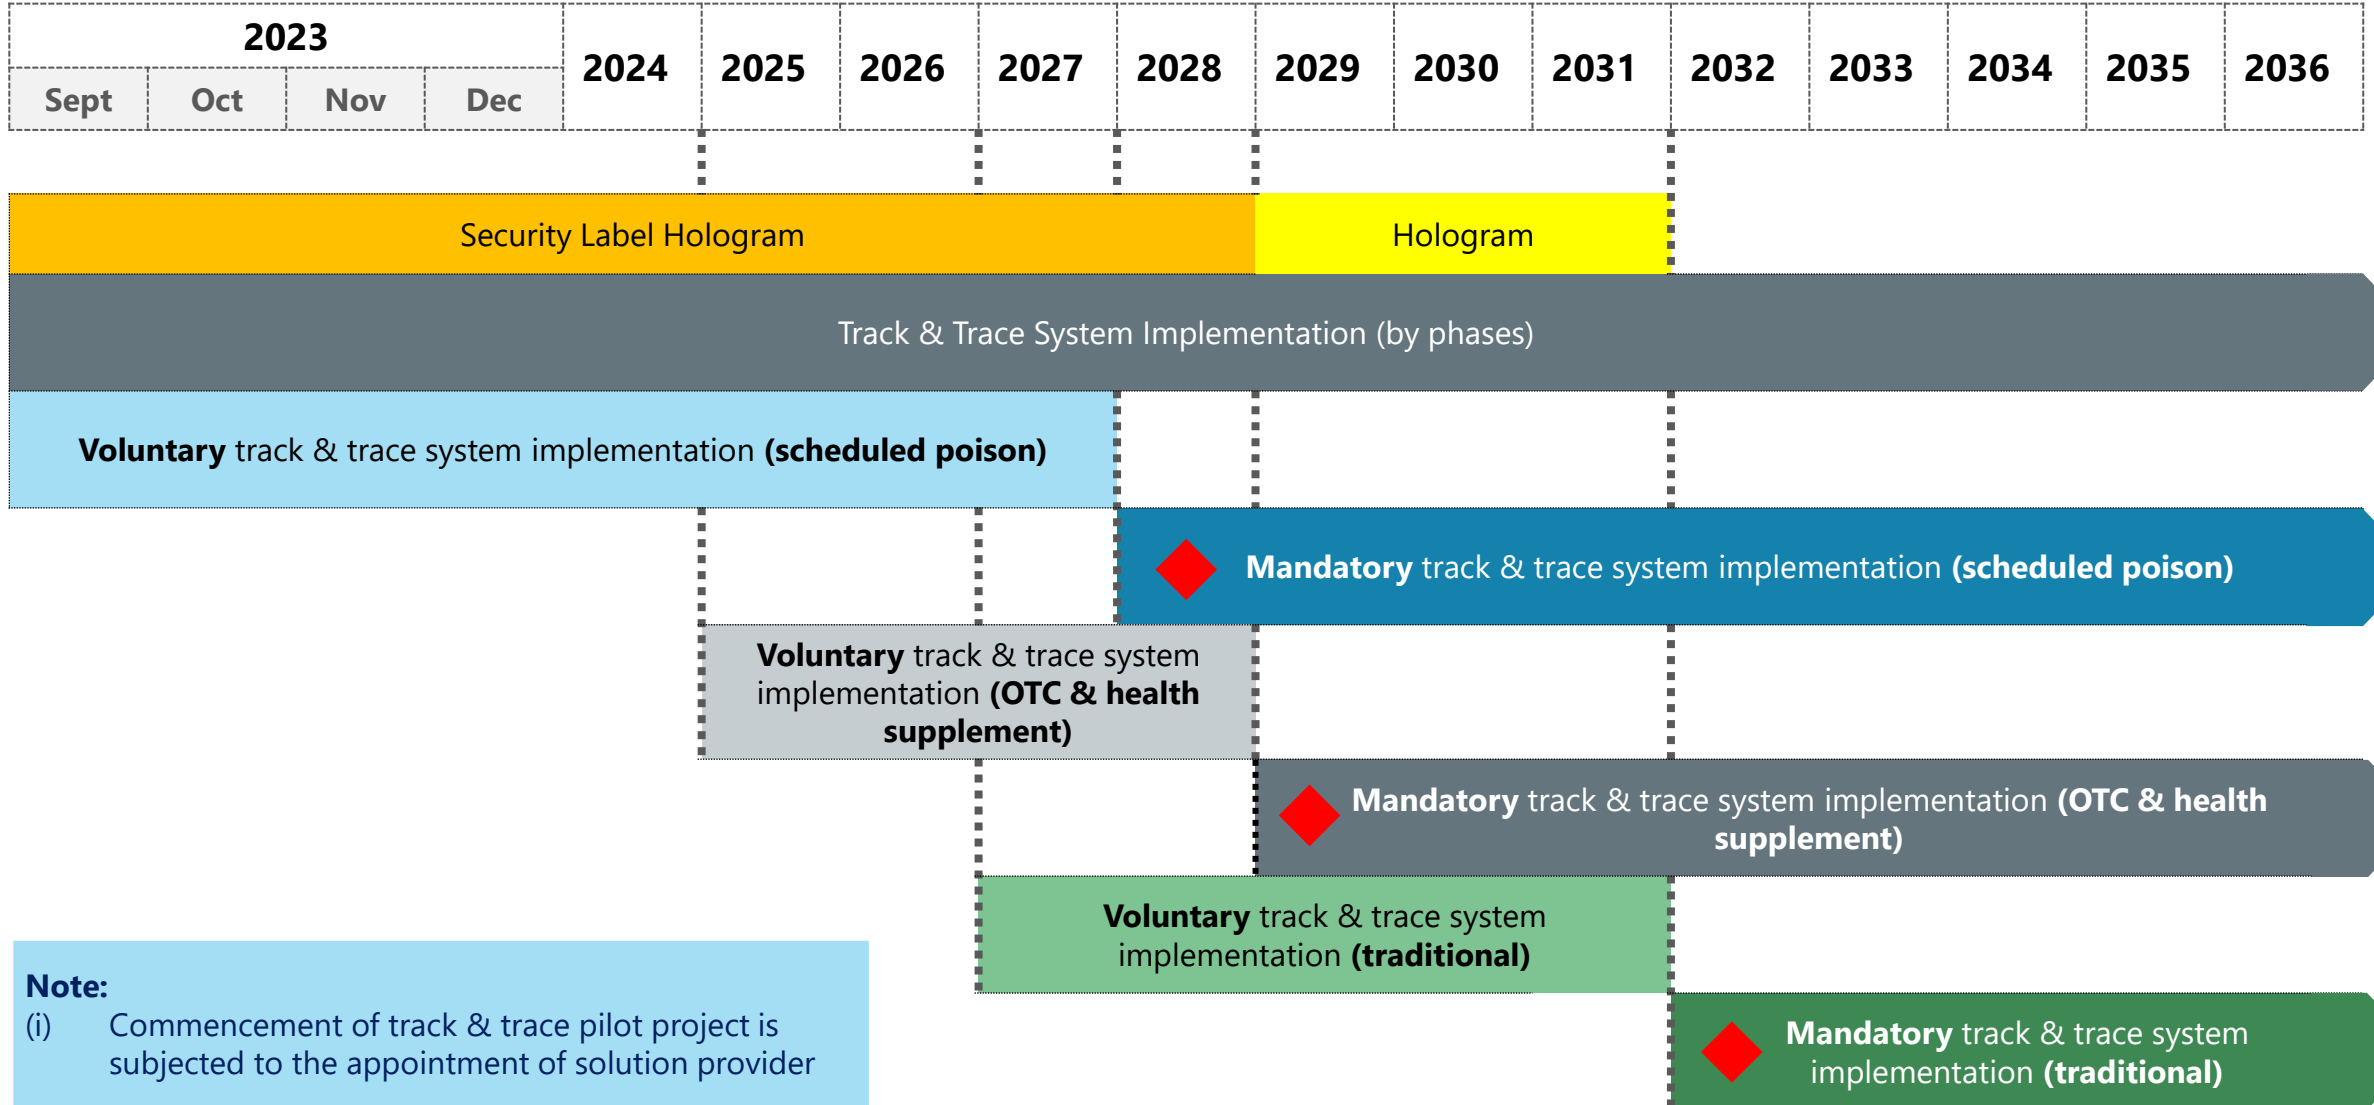 2023
Sept Oct Nov Dec
2024 2025 2026 2027 2028 2029 2030 2031 2032 2033 2034 2035 2036
Security Label Hologram
Hologram
Track & Trace System Implementation (by phases)
Voluntary track & trace system implementation (scheduled poison)
Mandatory track & trace system implementation (scheduled poison)
Voluntary track & trace system
implementation (OTC & health
supplement)
Mandatory track & trace system implementation (OTC & health
supplement)
Voluntary track & trace system
implementation (traditional)
Mandatory track & trace system
implementation (traditional)
Note:
(i) Commencement of track & trace pilot project is
subjected to the appointment of solution provider